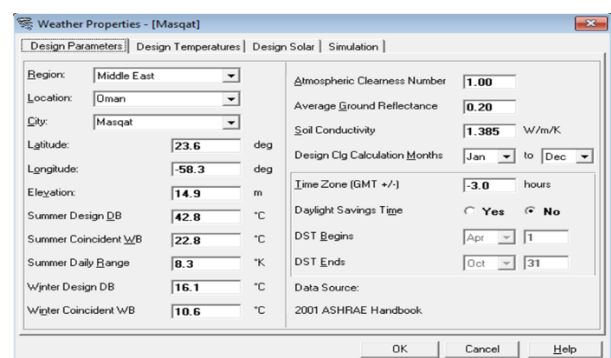 Weather Properties - [Masqat]
Design Parameters Design Temperatures Design Solar Simulation
Region: Middle East
Location: Oman
City: Masqat
Latitude: 23.6 deg
Longitude: -58.3 deg
Elevation: 14.9 m
Summer Design DB 42.8 °C
Summer Coincident WB 22.8 °C
Summer Daily Range 8.3 °K
Winter Design DB 16.1 °C
Winter Coincident WB 10.6 °C
Atmospheric Clearness Number 1.00
Average Ground Reflectance 0.20
Soil Conductivity 1.385 W/m/K
Design Clg Calculation Months Jan to Dec
Time Zone (GMT +/-) -3.0 hours
Daylight Savings Time Yes No
DST Begins Apr 1
DST Ends Oct 31
Data Source:
2001 ASHRAE Handbook
OK Cancel Help